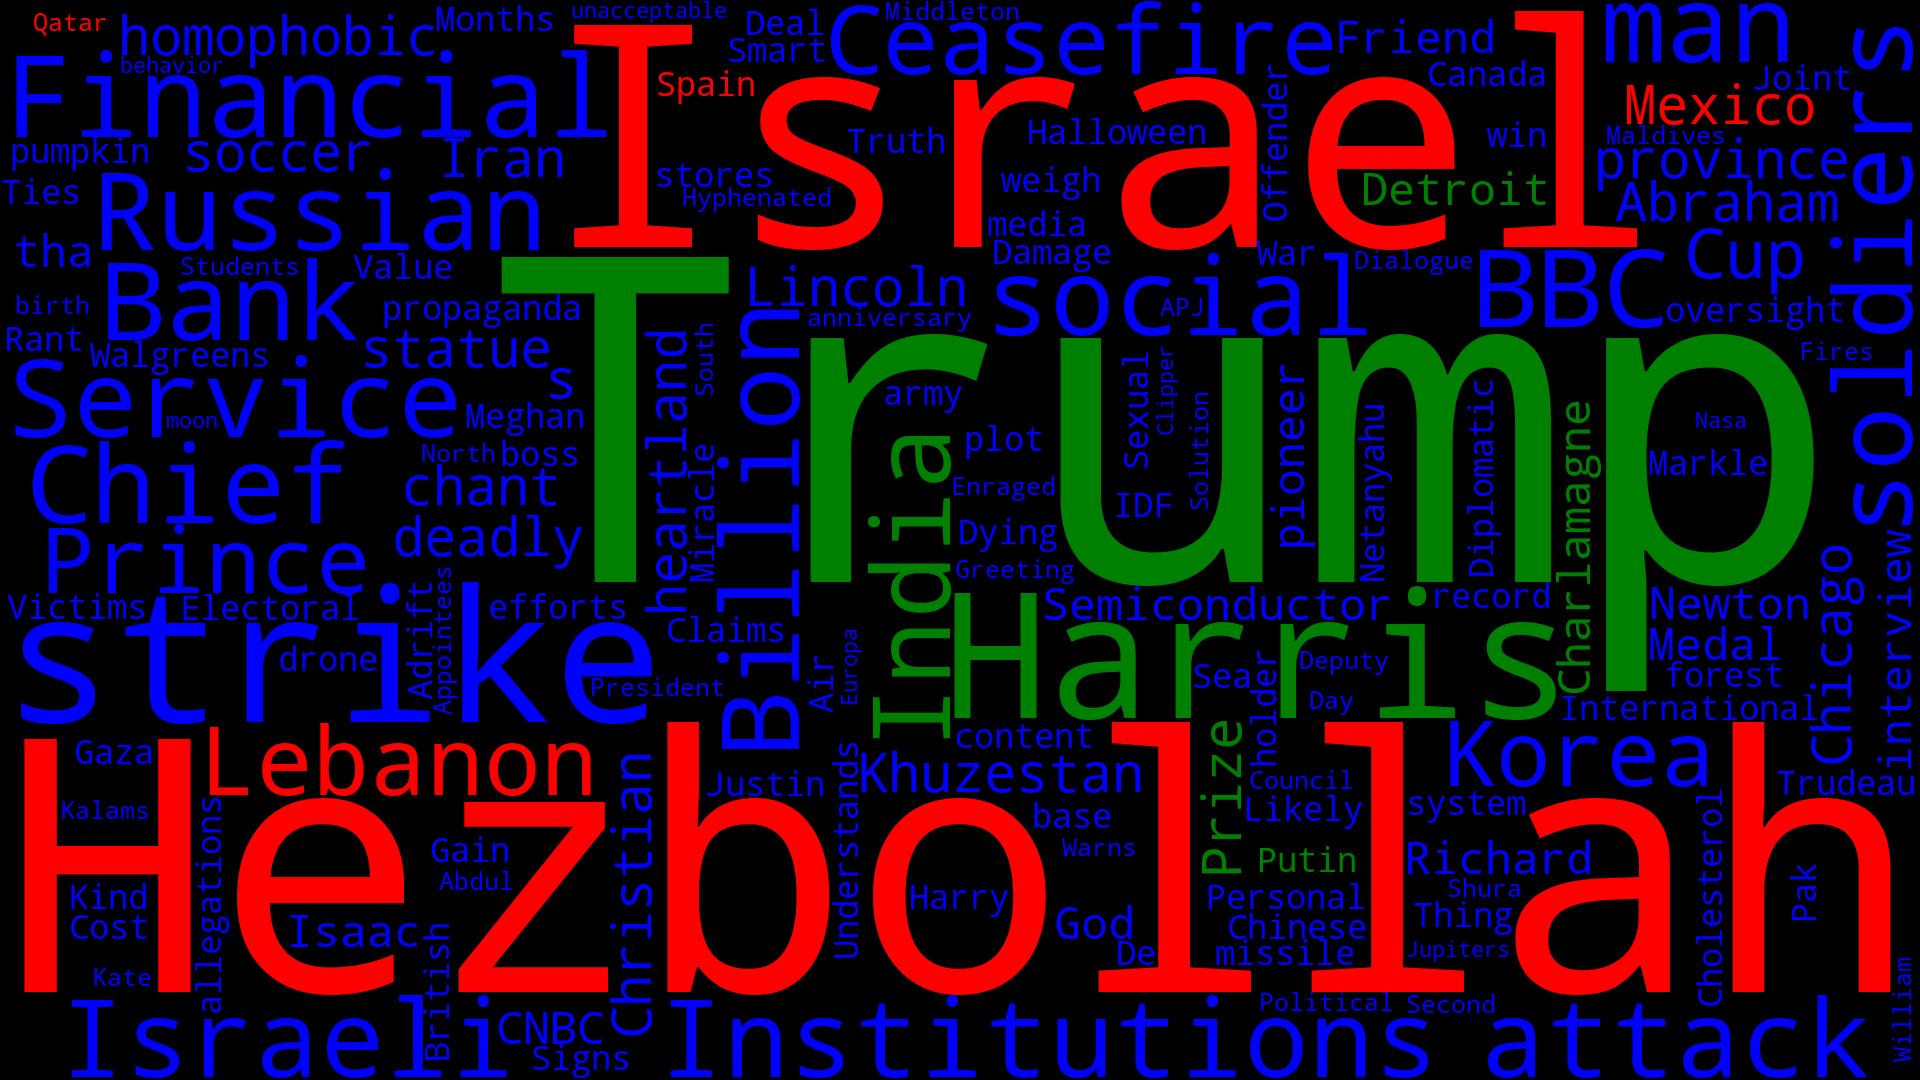 Qatar
homophobic
Months
unacceptable
Deal
Middleton
Smart
Ceasefire
Friend
man
behavior
Financial
Israel
Spain
Canada
Joint
Mexico
soldiers
Offender
pumpkin
soccer
Iran
Truth
Halloween
win
Maldives
province
Ties
Russian
stores
Hyphenated
weigh
Detroit
Abraham
media
tha
Damage
War
Dialogue
Cup
Students
Value
Bank
Lincoln
social
APJ
BBC
birth
propaganda
anniversary
oversight
Rant
Walgreens
statue
South
Trump
Fires
Service
s
heartland
Billion
army
Sexual
Clipper
Solution
pioneer
Netanyahu
Diplomatic
Charlamagne
Nasa
moon
Meghan
India
plot
Markle
Chief
North
boss
Miracle
Enraged
IDF
chant
deadly
Dying
Prince
Greeting
Chicago
interview
Victims
Electoral
Adrift
Appointees
efforts
Semiconductor
record
Newton
strike
Claims
Harris
Medal
drone
President
Air
Europa
Sea
holder
Deputy
Day
forest
International
Lebanon
content
Prize
Korea
Gaza
Christian
Justin
Understands
Khuzestan
Council
Trudeau
Hezbollah
Kalams
allegations
base
Likely
system
Cholesterol
Gain
Warns
Putin
Richard
Abdul
Pak
Kind
Harry
Personal
Shura
Cost
Isaac
God
Chinese
Thing
British
De
missile
Jupiters
Kate
William
Israeli
CNBC
Institutions
Political
Second
attack
Signs